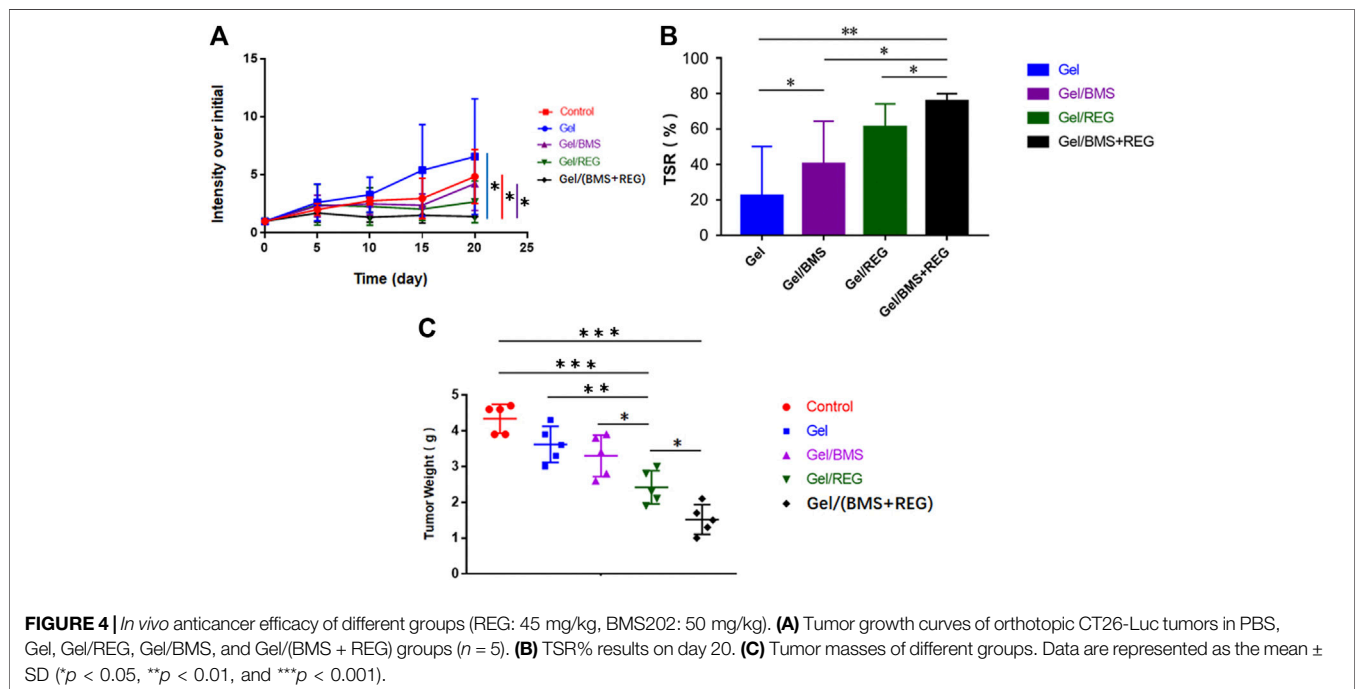 A
15
10
5
0
Intensity over initial
0 5 10 15 20 25
Time (day)
Control
Gel
Gel/BMS
Gel/REG
Gel/(BMS+REG)
*
*
*
B
100
80
60
40
20
0
TSR (%)
**
*
*
*
Gel
Gel/BMS
Gel/REG
Gel/BMS+REG
Gel
Gel/BMS
Gel/REG
Gel/BMS+REG
C
5
4
3
2
1
0
Tumor Weight ( g )
***
***
**
*
*
Control
Gel
Gel/BMS
Gel/REG
Gel/(BMS+REG)
FIGURE 4 | In vivo anticancer efficacy of different groups (REG: 45 mg/kg, BMS202: 50 mg/kg). (A) Tumor growth curves of orthotopic CT26-Luc tumors in PBS,
Gel, Gel/REG, Gel/BMS, and Gel/(BMS + REG) groups (n = 5). (B) TSR% results on day 20. (C) Tumor masses of different groups. Data are represented as the mean ±
SD (*p < 0.05, **p < 0.01, and ***p < 0.001).